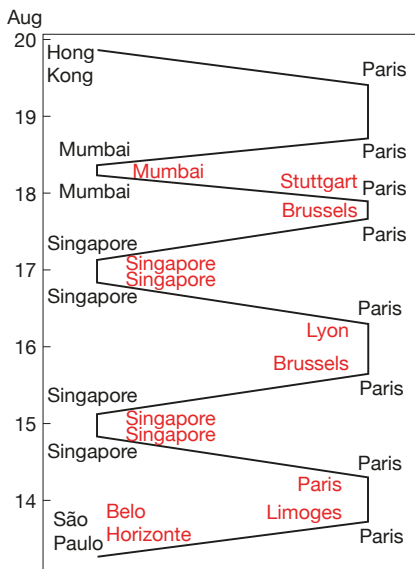 Aug
20
Hong
Kong
Paris
19
Mumbai
Paris
Mumbai
Stuttgart
Paris
18
Mumbai
Brussels
Singapore
Paris
17
Singapore
Singapore
Singapore
Paris
Lyon
16
Brussels
Singapore
Paris
15
Singapore
Singapore
Singapore
Paris
Paris
14
São
Paulo
Belo
Horizonte
Limoges
Paris